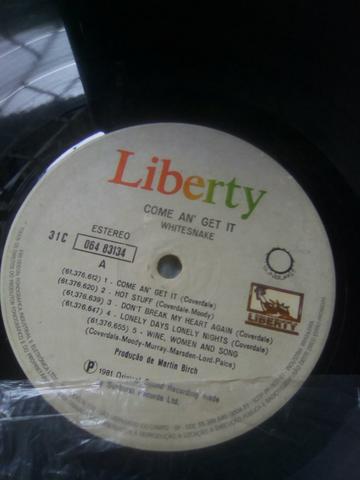 Liberty
COME AN' GET IT
WHITESNAKE
ESTEREO
31C 064 83134
A
(61.376.612) 1 - COME AN' GET IT (Coverdale)
(61.376.620) 2 - HOT STUFF (Coverdale-Moody)
(61.376.639) 3 - DON'T BREAK MY HEART AGAIN (Coverdale)
(61.376.647) 4 - LONELY DAYS LONELY NIGHTS (Coverdale)
(61.376.655) 5 - WINE, WOMEN AND SONG
(Coverdale-Moody-Murray-Marsden-Lord-Paice)
Produção de Martin Birch
LIBERTY
P 1981 Original Sound Recording made
Sunburst Records Ltd.